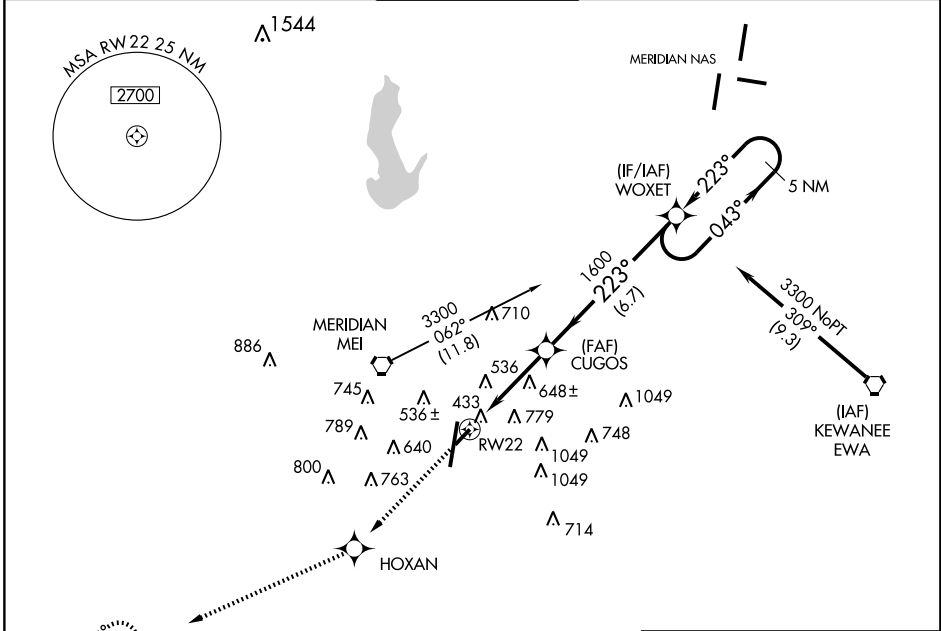 1544
MSA RW22 25 NM
2700
MERIDIAN NAS
(IF/IAF)
WOXET
223°
043°
5 NM
1600
223°
(6.7)
3300 NoPT
309°
(9.3)
(IAF)
KEWANEE
EWA
MERIDIAN
MEI
3300
062°
(11.8)
710
(FAF)
CUGOS
886
745
536 ±
536
648±
433
779
1049
789
640
RW22
748
1049
800
763
1049
714
HOXAN